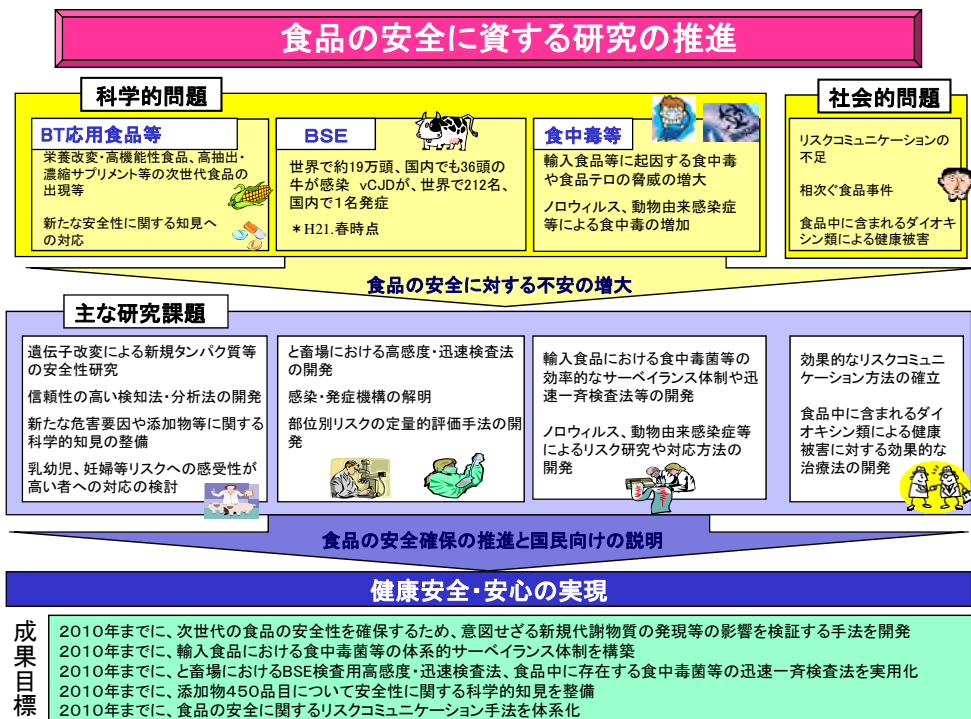 食品の安全に資する研究の推進
科学的問題
社会的問題
BT応用食品等
栄養改変・高機能性食品、高抽出・
濃縮サプリメント等の次世代食品の
出現等
新たな安全性に関する知見へ
の対応
BSE
世界で約19万頭、国内でも36頭の
牛が感染 vCJDが、世界で212名、
国内で1名発症
＊H21.春時点
食中毒等
輸入食品等に起因する食中毒
や食品テロの脅威の増大
ノロウィルス、動物由来感染症
等による食中毒の増加
リスクコミュニケーションの
不足
相次ぐ食品事件
食品中に含まれるダイオキ
シン類による健康被害
食品の安全に対する不安の増大
主な研究課題
遺伝子改変による新規タンパク質等
の安全性研究
信頼性の高い検知法・分析法の開発
新たな危害要因や添加物等に関する
科学的知見の整備
乳幼児、妊婦等リスクへの感受性が
高い者への対応の検討
と畜場における高感度・迅速検査法
の開発
感染・発症機構の解明
部位別リスクの定量的評価手法の開
発
輸入食品における食中毒菌等の
効率的なサーベイランス体制や迅
速一斉検査法等の開発
ノロウィルス、動物由来感染症等
によるリスク研究や対応方法の
開発
効果的なリスクコミュニ
ケーション方法の確立
食品中に含まれるダイ
オキシン類による健康
被害に対する効果的な
治療法の開発
食品の安全確保の推進と国民向けの説明
健康安全・安心の実現
成果目標
2010年までに、次世代の食品の安全性を確保するため、意図せざる新規代謝物質の発現等の影響を検証する手法を開発
2010年までに、輸入食品における食中毒菌等の体系的サーベイランス体制を構築
2010年までに、と畜場におけるBSE検査用高感度・迅速検査法、食品中に存在する食中毒菌等の迅速一斉検査法を実用化
2010年までに、添加物450品目について安全性に関する科学的知見を整備
2010年までに、食品の安全に関するリスクコミュニケーション手法を体系化